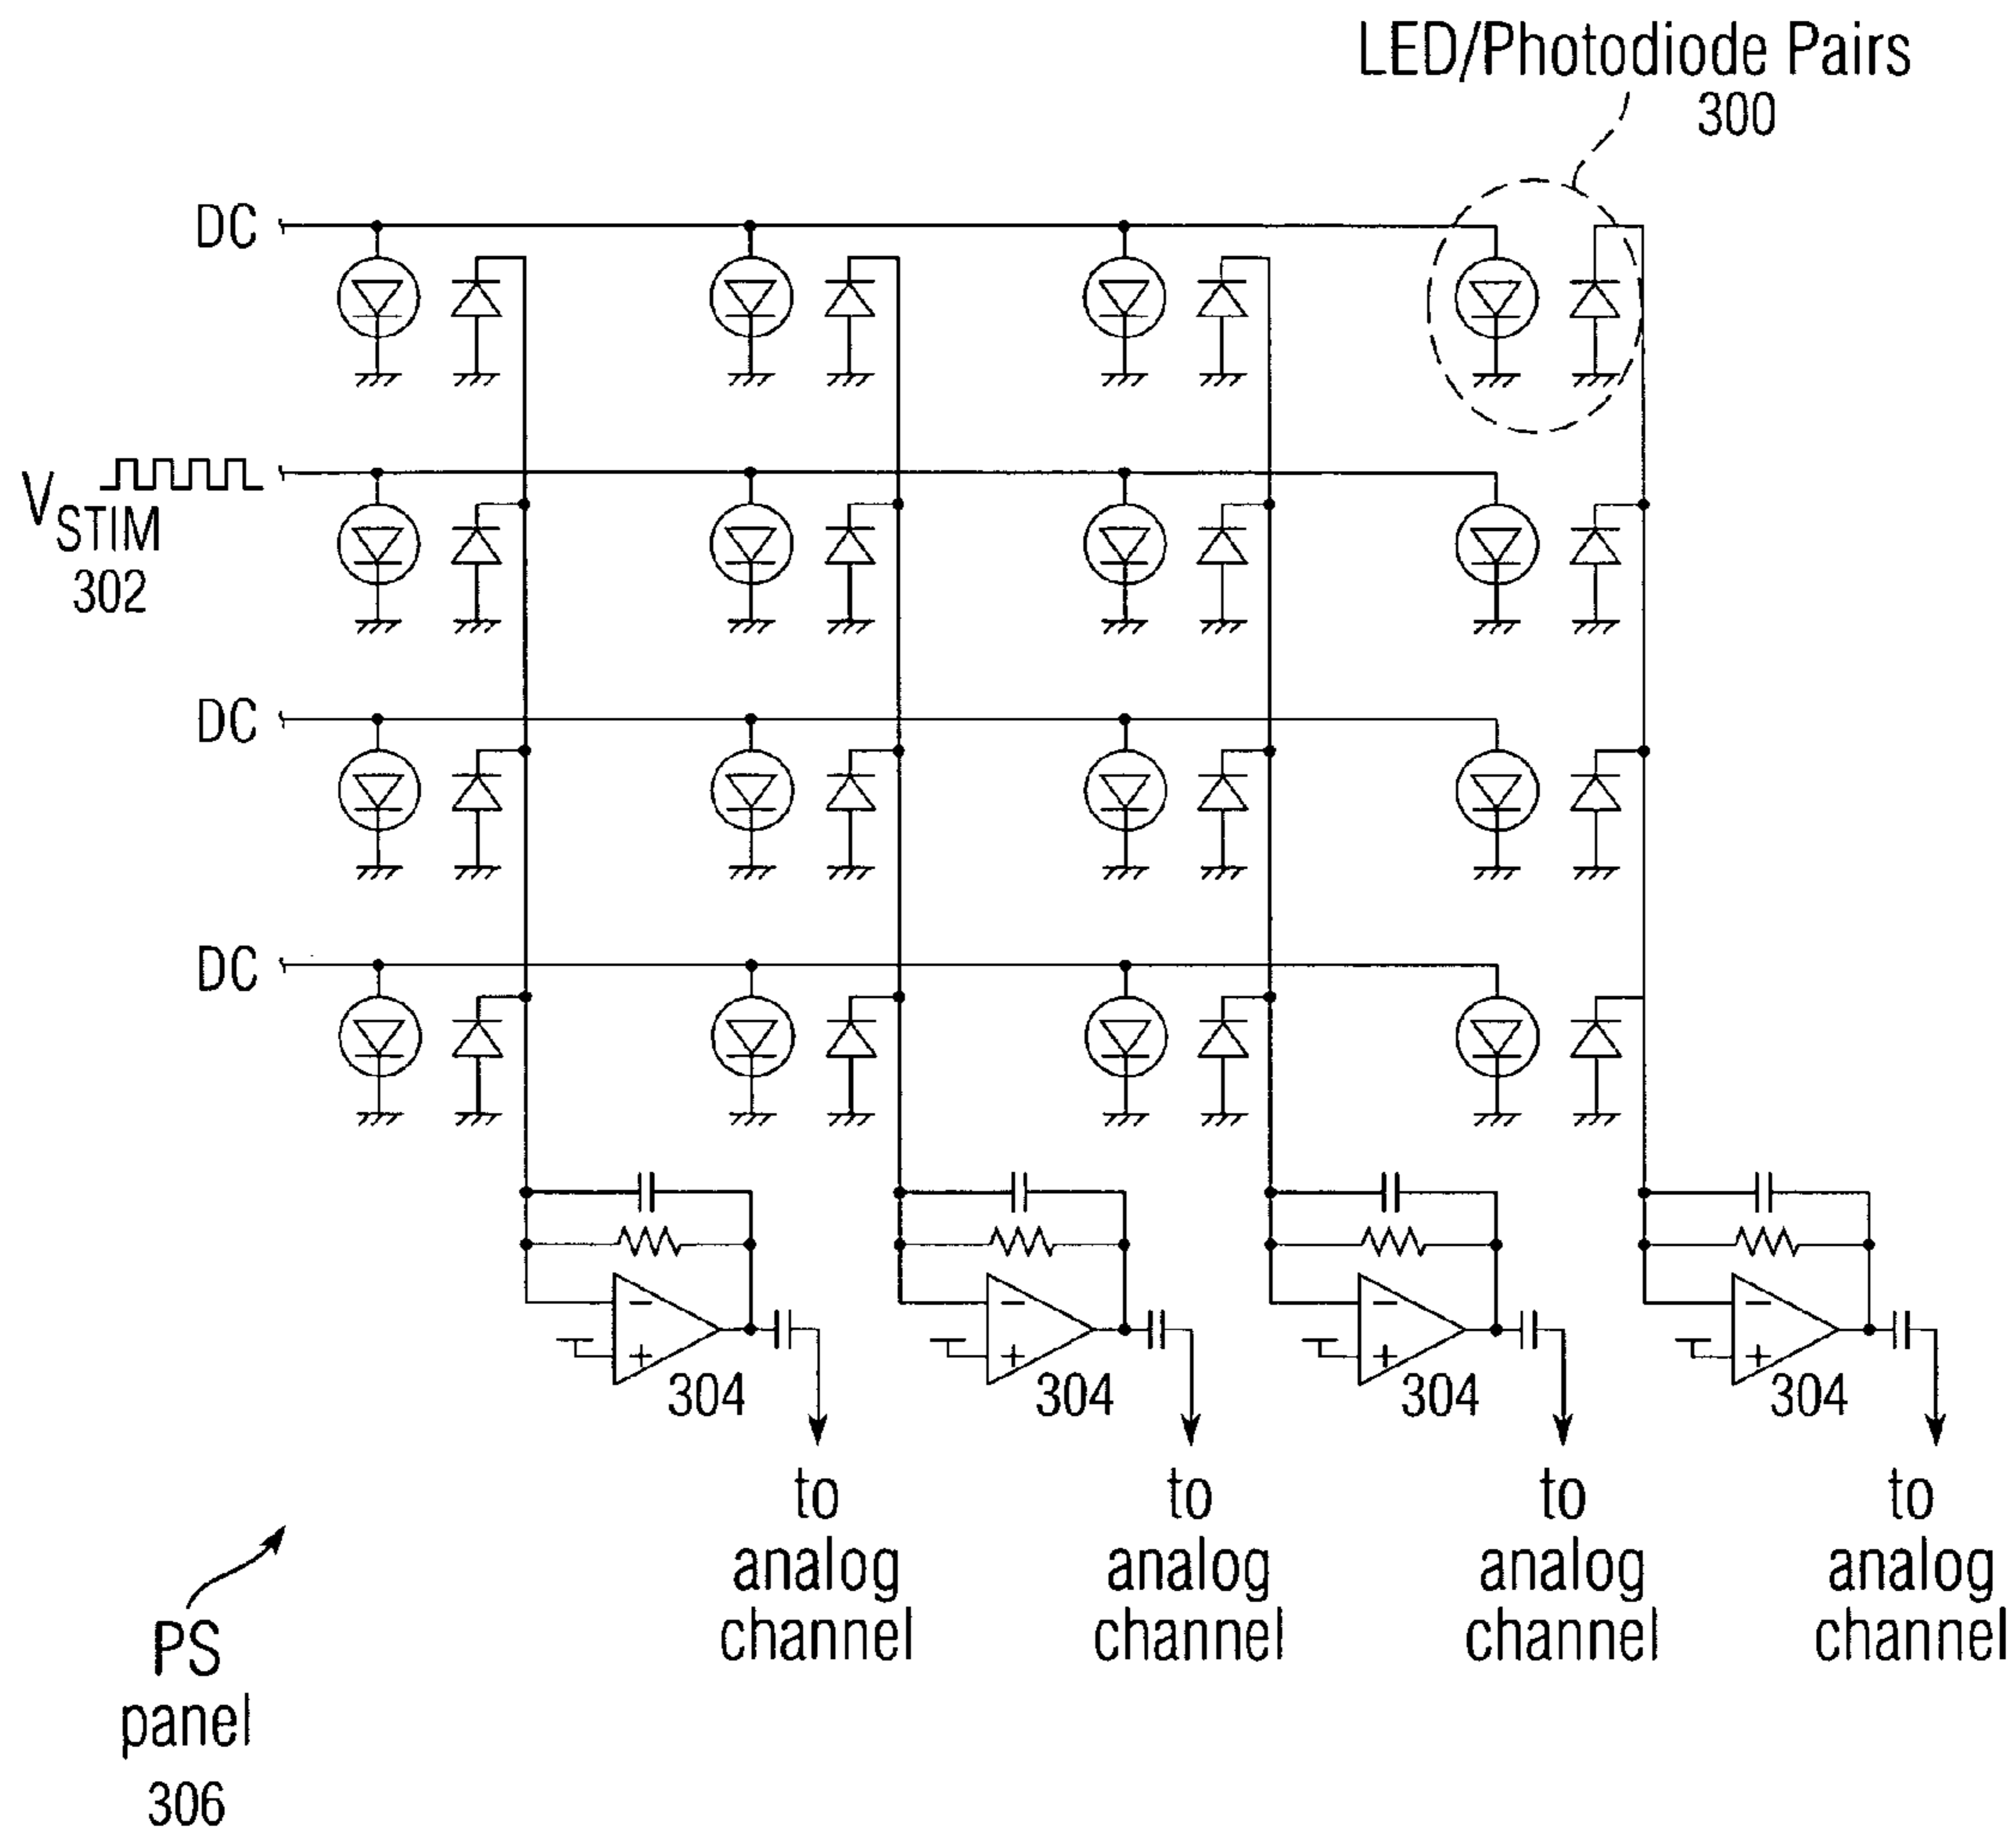 LED/Photodiode Pairs
300
DC
V STIM
302
DC
DC
− − − −
+ + + +
304 304 304 304
to to to to
analog analog analog analog
channel channel channel channel
PS
panel
306